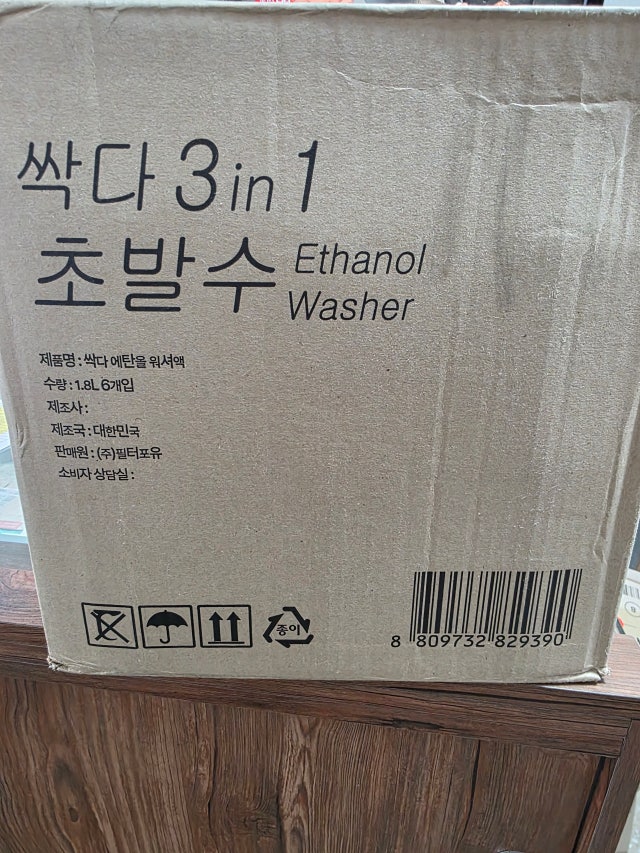 싹다 3 in 1
초발수 Ethanol Washer
제품명 : 싹다 에탄올 워셔액
수량 : 1.8L 6개입
제조사 :
제조국 : 대한민국
판매원 : (주)필터포유
소비자 상담실 :
종이
8 809732 829390